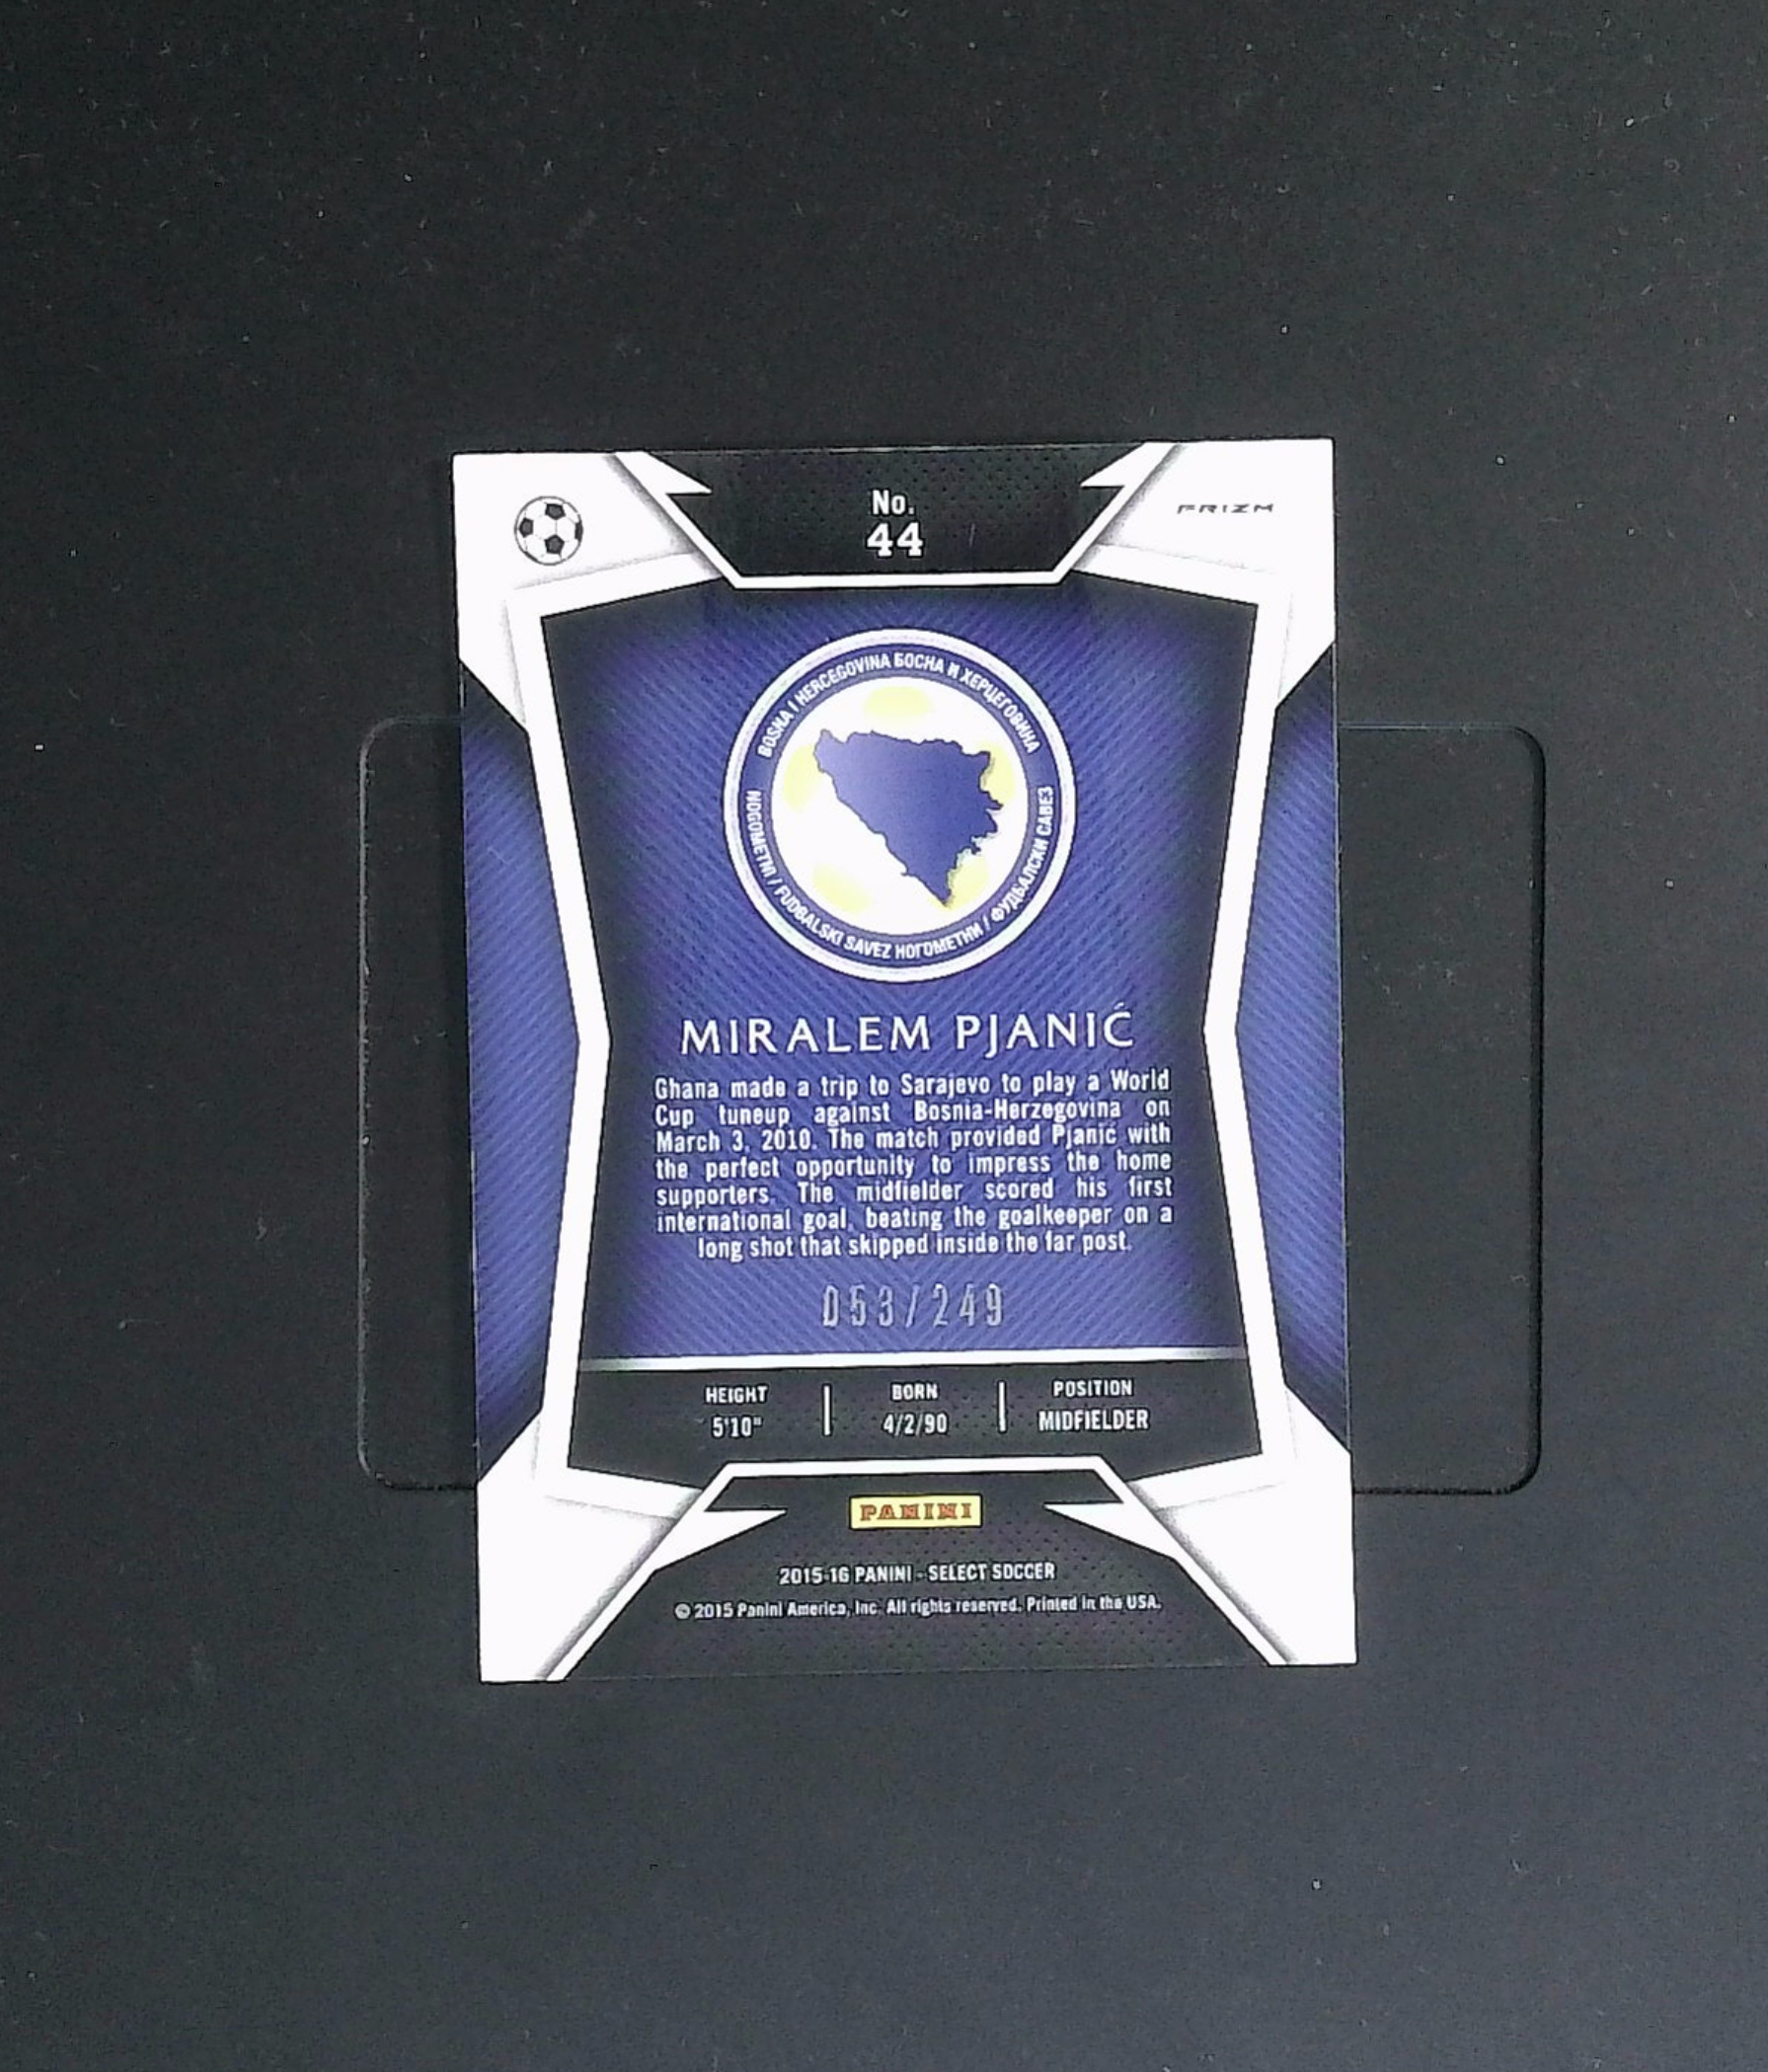 No.
44
PRIZM
BOSNA I HERCEGOVINA БОСНА И ХЕРЦЕГОВИНА
NOGOMETNI / FUDBALSKI SAVEZ НОГОМЕТНИ / ФУДБАЛСКИ САВЕЗ
MIRALEM PJANIĆ
Ghana made a trip to Sarajevo to play a World
Cup tuneup against Bosnia-Herzegovina on
March 3, 2010. The match provided Pjanić with
the perfect opportunity to impress the home
supporters. The midfielder scored his first
international goal, beating the goalkeeper on a
long shot that skipped inside the far post.
053/249
HEIGHT BORN POSITION
5'10" 4/2/90 MIDFIELDER
PANINI
2015-16 PANINI - SELECT SOCCER
© 2015 Panini America, Inc. All rights reserved. Printed in the USA.